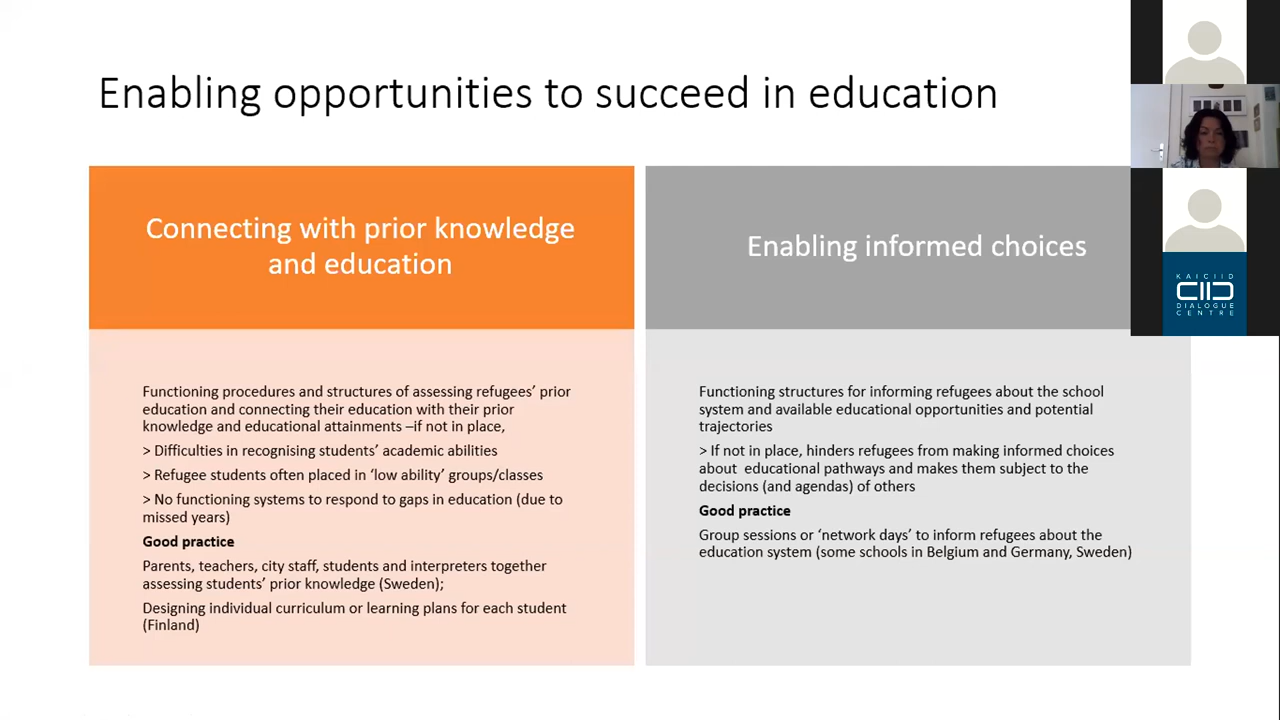 Enabling opportunities to succeed in education
Connecting with prior knowledge
and education
Functioning procedures and structures of assessing refugees’ prior
education and connecting their education with their prior
knowledge and educational attainments –if not in place,
> Difficulties in recognising students’ academic abilities
> Refugee students often placed in ‘low ability’ groups/classes
> No functioning systems to respond to gaps in education (due to
missed years)
Good practice
Parents, teachers, city staff, students and interpreters together
assessing students’ prior knowledge (Sweden);
Designing individual curriculum or learning plans for each student
(Finland)
Enabling informed choices
Functioning structures for informing refugees about the school
system and available educational opportunities and potential
trajectories
> If not in place, hinders refugees from making informed choices
about educational pathways and makes them subject to the
decisions (and agendas) of others
Good practice
Group sessions or ‘network days’ to inform refugees about the
education system (some schools in Belgium and Germany, Sweden)
KAICIID
DIALOGUE
CENTRE